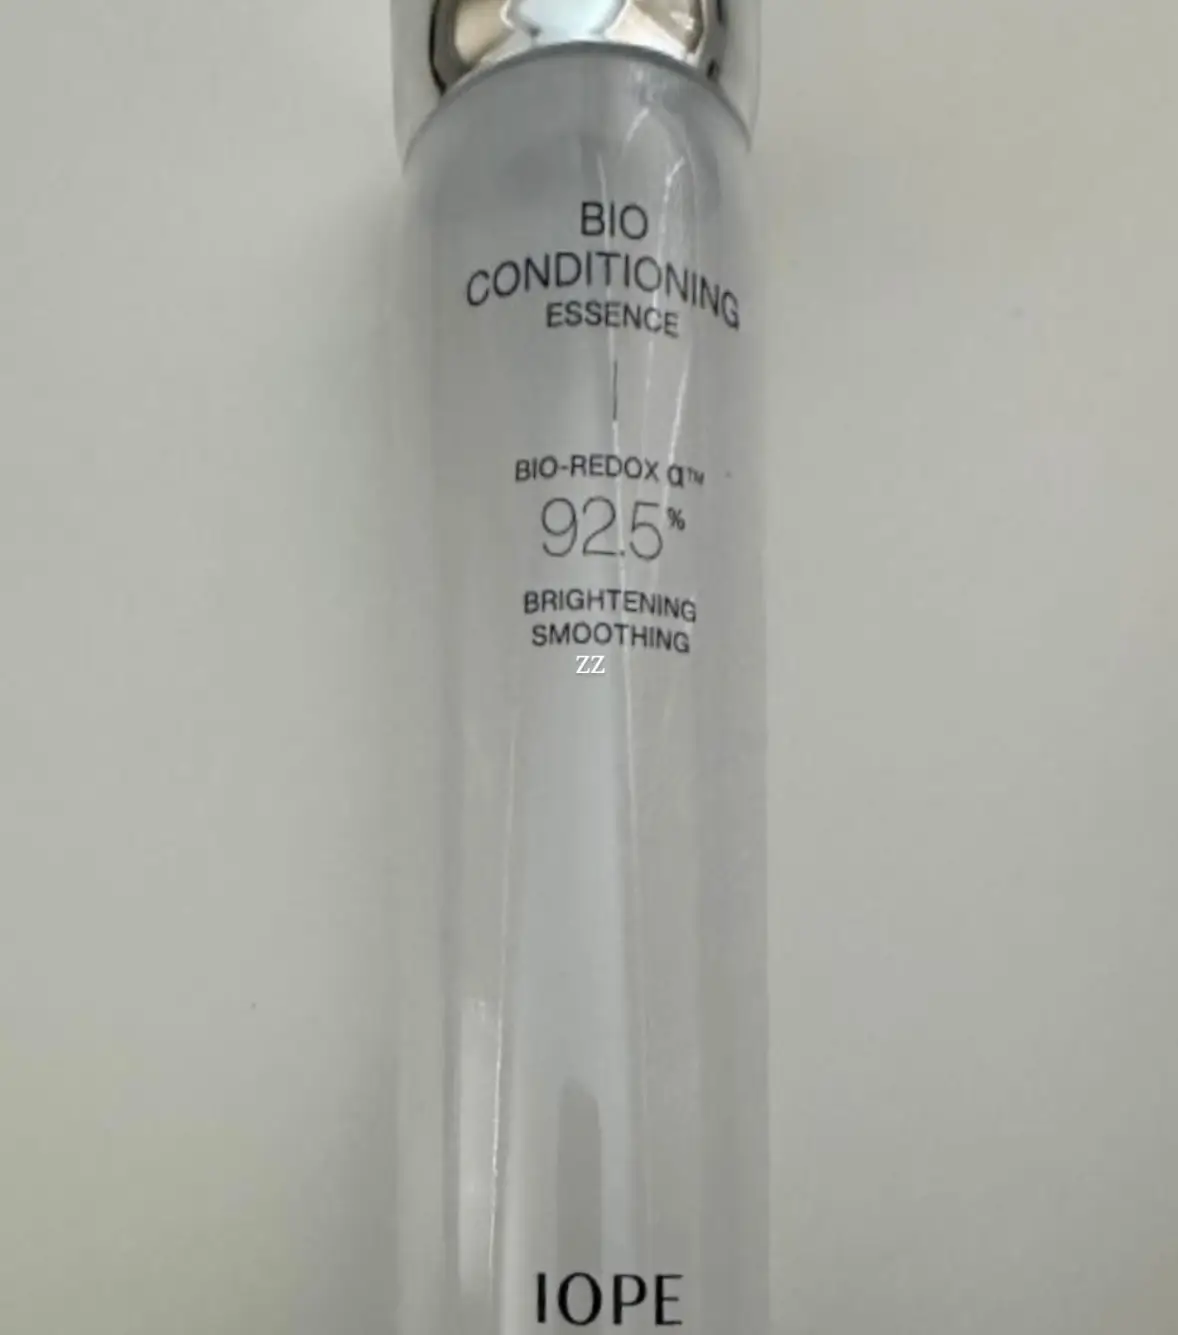 BIO
CONDITIONING
ESSENCE
BIO-REDOX α™
92.5%
BRIGHTENING
SMOOTHING
ZZ
IOPE